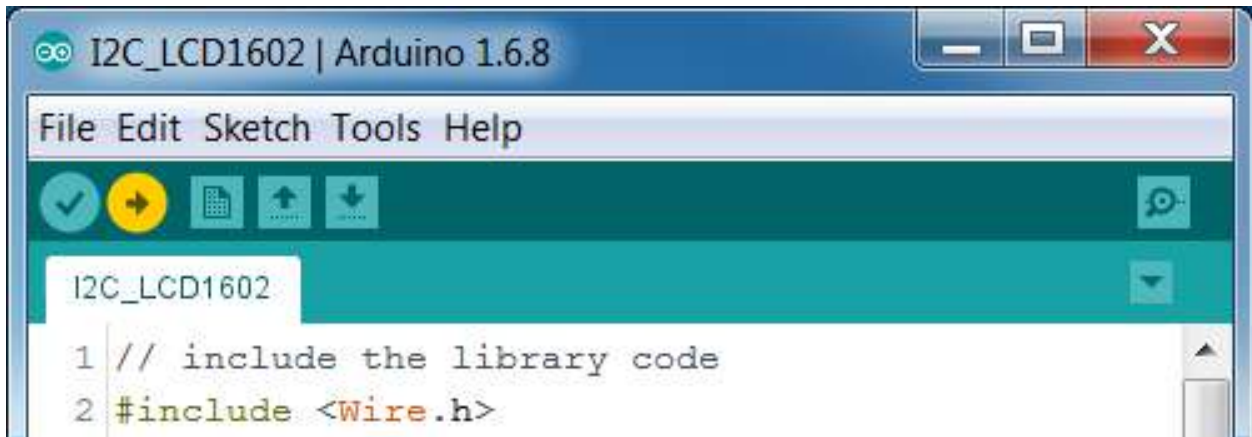 I2C_LCD1602 | Arduino 1.6.8
File Edit Sketch Tools Help
I2C_LCD1602
1 // include the library code
2 #include <Wire.h>